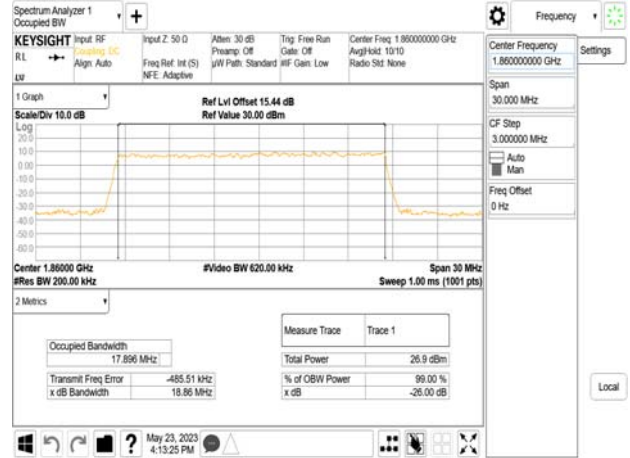 Spectrum Analyzer 1
Occupied BW
Frequency
KEYSIGHT
RL
Input: RF
Coupling: DC
Align: Auto
Input Z: 50 Ω
Freq Ref: Int (S)
NFE: Adaptive
Atten: 30 dB
Preamp: Off
µW Path: Standard
Trig: Free Run
Gate: Off
#IF Gain: Low
Center Freq: 1.860000000 GHz
Avg|Hold: 10/10
Radio Std: None
Center Frequency
1.860000000 GHz
Settings
Span
30.000 MHz
CF Step
3.000000 MHz
Auto
Man
Freq Offset
0 Hz
Local
1 Graph
Scale/Div 10.0 dB
Ref Lvl Offset 15.44 dB
Ref Value 30.00 dBm
Log
20.0
10.0
0.00
-10.0
-20.0
-30.0
-40.0
-50.0
-60.0
Center 1.86000 GHz
#Video BW 620.00 kHz
Span 30 MHz
#Res BW 200.00 kHz
Sweep 1.00 ms (1001 pts)
2 Metrics
Measure Trace
Trace 1
Occupied Bandwidth
17.896 MHz
Total Power
26.9 dBm
Transmit Freq Error
-485.51 kHz
% of OBW Power
99.00 %
x dB Bandwidth
18.86 MHz
x dB
-26.00 dB
?
May 23, 2023
4:13:25 PM